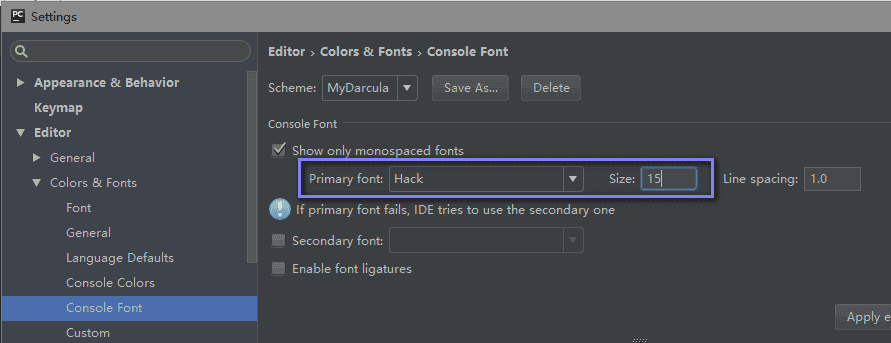 PC Settings
Editor › Colors & Fonts › Console Font
Scheme: MyDarcula Save As... Delete
Appearance & Behavior
Keymap
Editor
General
Colors & Fonts
Font
General
Language Defaults
Console Colors
Console Font
Custom
Console Font
Show only monospaced fonts
Primary font: Hack Size: 15 Line spacing: 1.0
If primary font fails, IDE tries to use the secondary one
Secondary font:
Enable font ligatures
Apply e